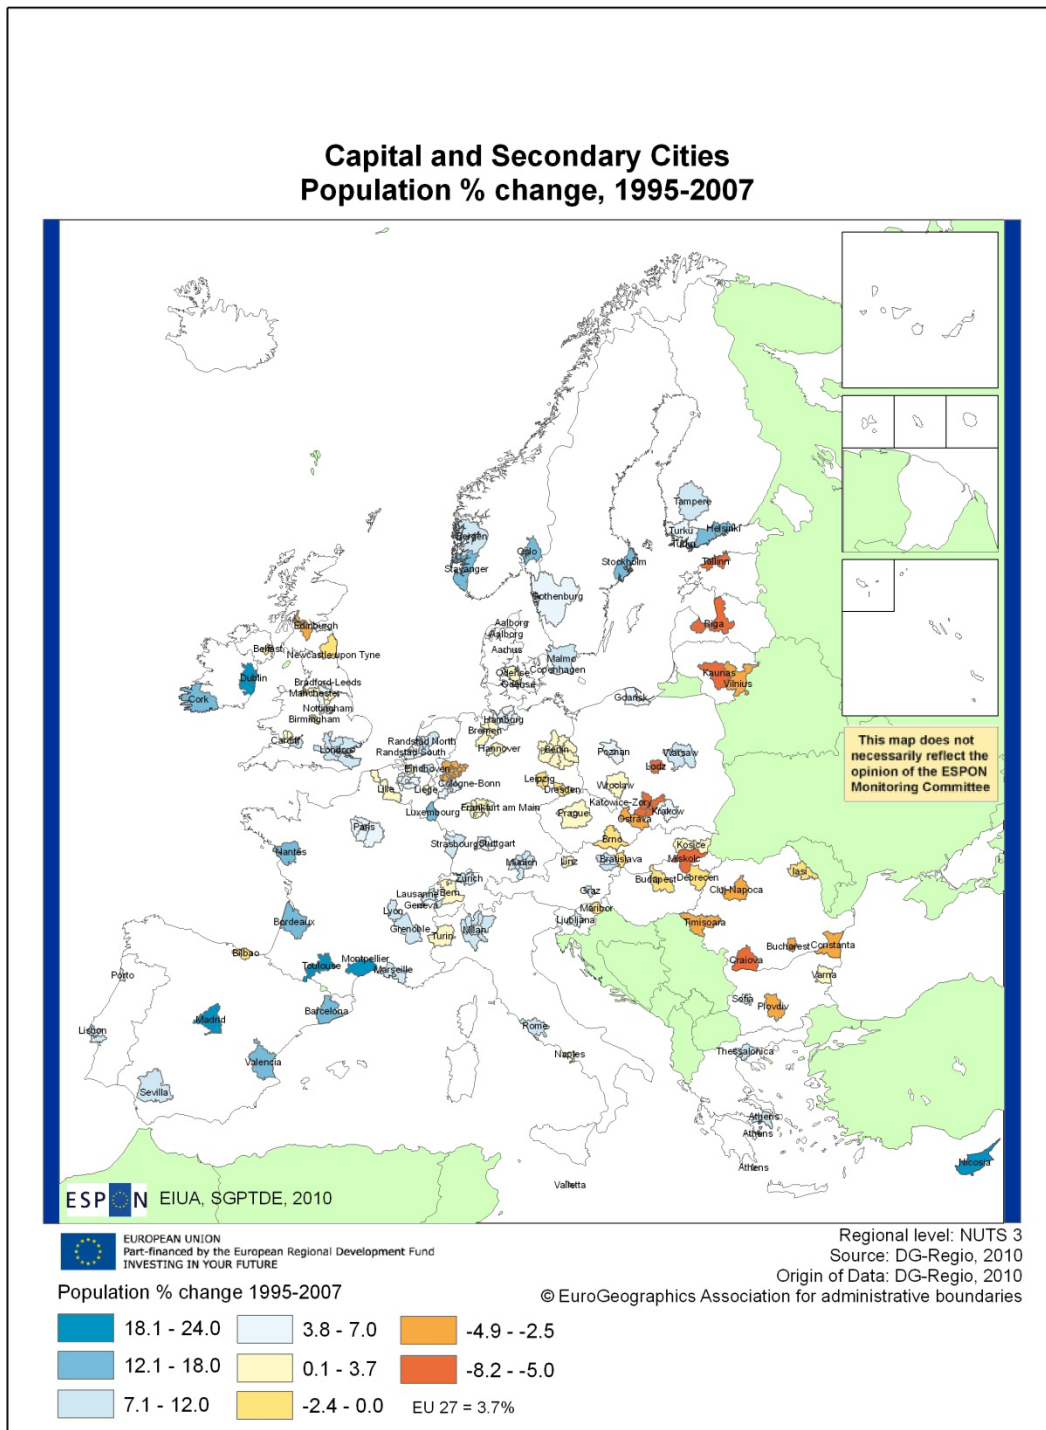 Capital and Secondary Cities
Population % change, 1995-2007
Tampere
Bergen
Turku
Helsinki
Turku
Oslo
Stavanger
Stockholm
Tallinn
Gothenburg
Riga
Edinburgh
Aalborg
Aalborg
Belfast
Newcastle upon Tyne
Aarhus
Malmo
Copenhagen
Kaunas
Vilnius
Odense
Odense
Dublin
Bradford-Leeds
Manchester
Cork
Nottingham
Birmingham
Gdansk
Hamburg
Bremen
Cardiff
London
Randstad North
Randstad South
Hannover
Berlin
Poznan
Warsaw
Eindhoven
Cologne-Bonn
Lodz
Lille
Liege
Leipzig
Dresden
Wroclaw
Katowice-Zory
Luxembourg
Frankfurt am Main
Prague
Ostrava
Krakow
Paris
Strasbourg
Stuttgart
Brno
Kosice
Nantes
Munich
Linz
Bratislava
Miskolc
Zurich
Budapest
Debrecen
Iasi
Lausanne
Bern
Graz
Cluj-Napoca
Geneva
Lyon
Maribor
Ljubljana
Bordeaux
Grenoble
Milan
Turin
Timisoara
Bucharest
Constanta
Bilbao
Toulouse
Montpellier
Marseille
Craiova
Porto
Varna
Sofia
Plovdiv
Barcelona
Madrid
Lisbon
Rome
Valencia
Naples
Thessalonica
Sevilla
Athens
Athens
Athens
Nicosia
Valletta
This map does not
necessarily reflect the
opinion of the ESPON
Monitoring Committee
ESPON
EIUA, SGPTDE, 2010
EUROPEAN UNION
Part-financed by the European Regional Development Fund
INVESTING IN YOUR FUTURE
Regional level: NUTS 3
Source: DG-Regio, 2010
Origin of Data: DG-Regio, 2010
© EuroGeographics Association for administrative boundaries
Population % change 1995-2007
18.1 - 24.0
12.1 - 18.0
7.1 - 12.0
3.8 - 7.0
0.1 - 3.7
-2.4 - 0.0
-4.9 - -2.5
-8.2 - -5.0
EU 27 = 3.7%